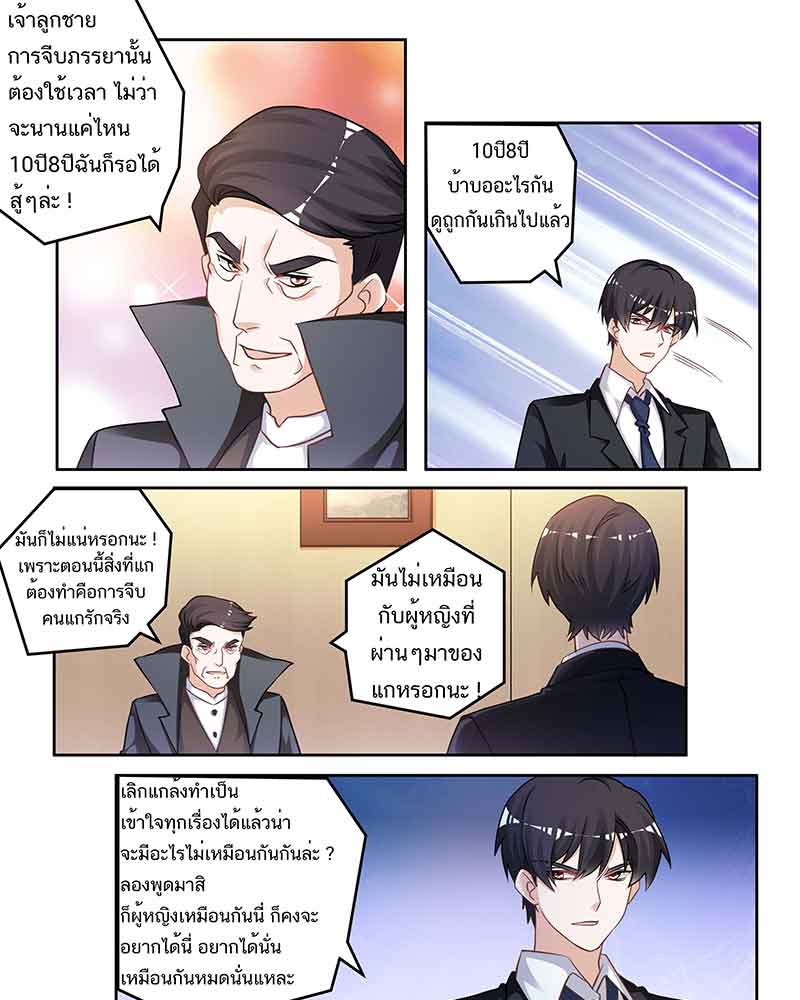 เจ้าลูกชาย
การจีบภรรยานั้น
ต้องใช้เวลา ไม่ว่า
จะนานแค่ไหน
10ปี8ปีฉันก็รอได้
สู้ๆล่ะ !
10ปี8ปี
บ้าบออะไรกัน
ดูถูกกันเกินไปแล้ว
มันก็ไม่แน่หรอกนะ !
เพราะตอนนี้สิ่งที่แก
ต้องทำคือการจีบ
คนแกรักจริง
มันไม่เหมือน
กับผู้หญิงที่
ผ่านๆมาของ
แกหรอกนะ !
เลิกแกล้งทำเป็น
เข้าใจทุกเรื่องได้แล้วน่า
จะมีอะไรไม่เหมือนกันกันล่ะ ?
ลองพูดมาสิ
ก็ผู้หญิงเหมือนกันนี่ ก็คงจะ
อยากได้นี่ อยากได้นั่น
เหมือนกันหมดนั่นแหละ